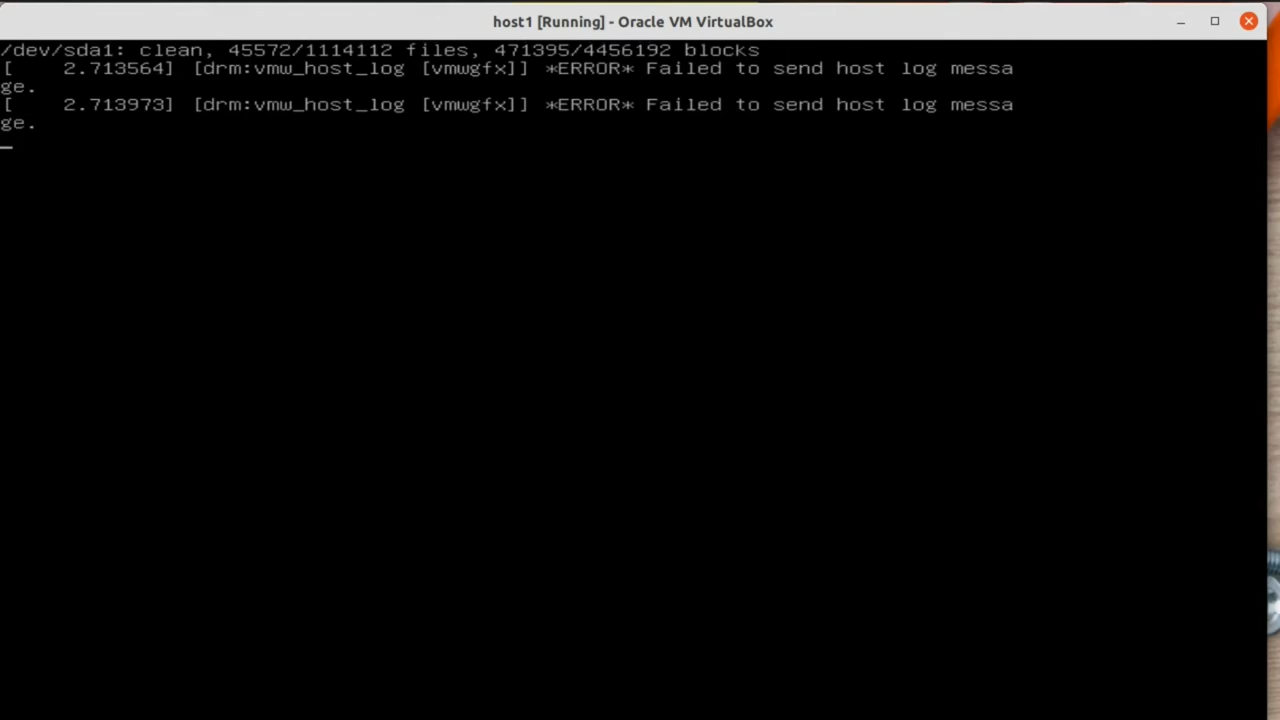 host1 [Running] - Oracle VM VirtualBox
/dev/sda1: clean, 45572/1114112 files, 471395/4456192 blocks
[    2.713564] [drm:vmw_host_log [vmwgfx]] *ERROR* Failed to send host log messa
ge.
[    2.713973] [drm:vmw_host_log [vmwgfx]] *ERROR* Failed to send host log messa
ge.